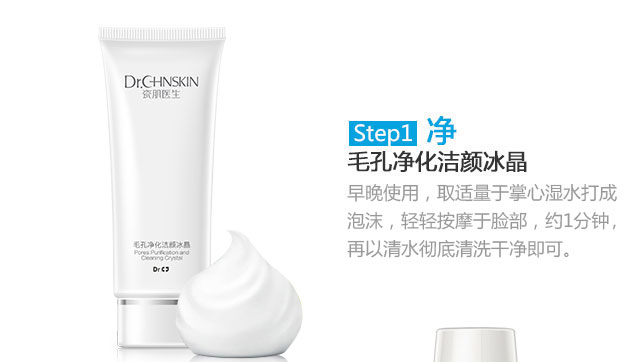 Dr.CHNSKIN
瓷肌医生
毛孔净化洁颜冰晶
Pores Purification and
Cleaning Crystal
Step1 净
毛孔净化洁颜冰晶
早晚使用，取适量于掌心湿水打成
泡沫，轻轻按摩于脸部，约1分钟，
再以清水彻底清洗干净即可。